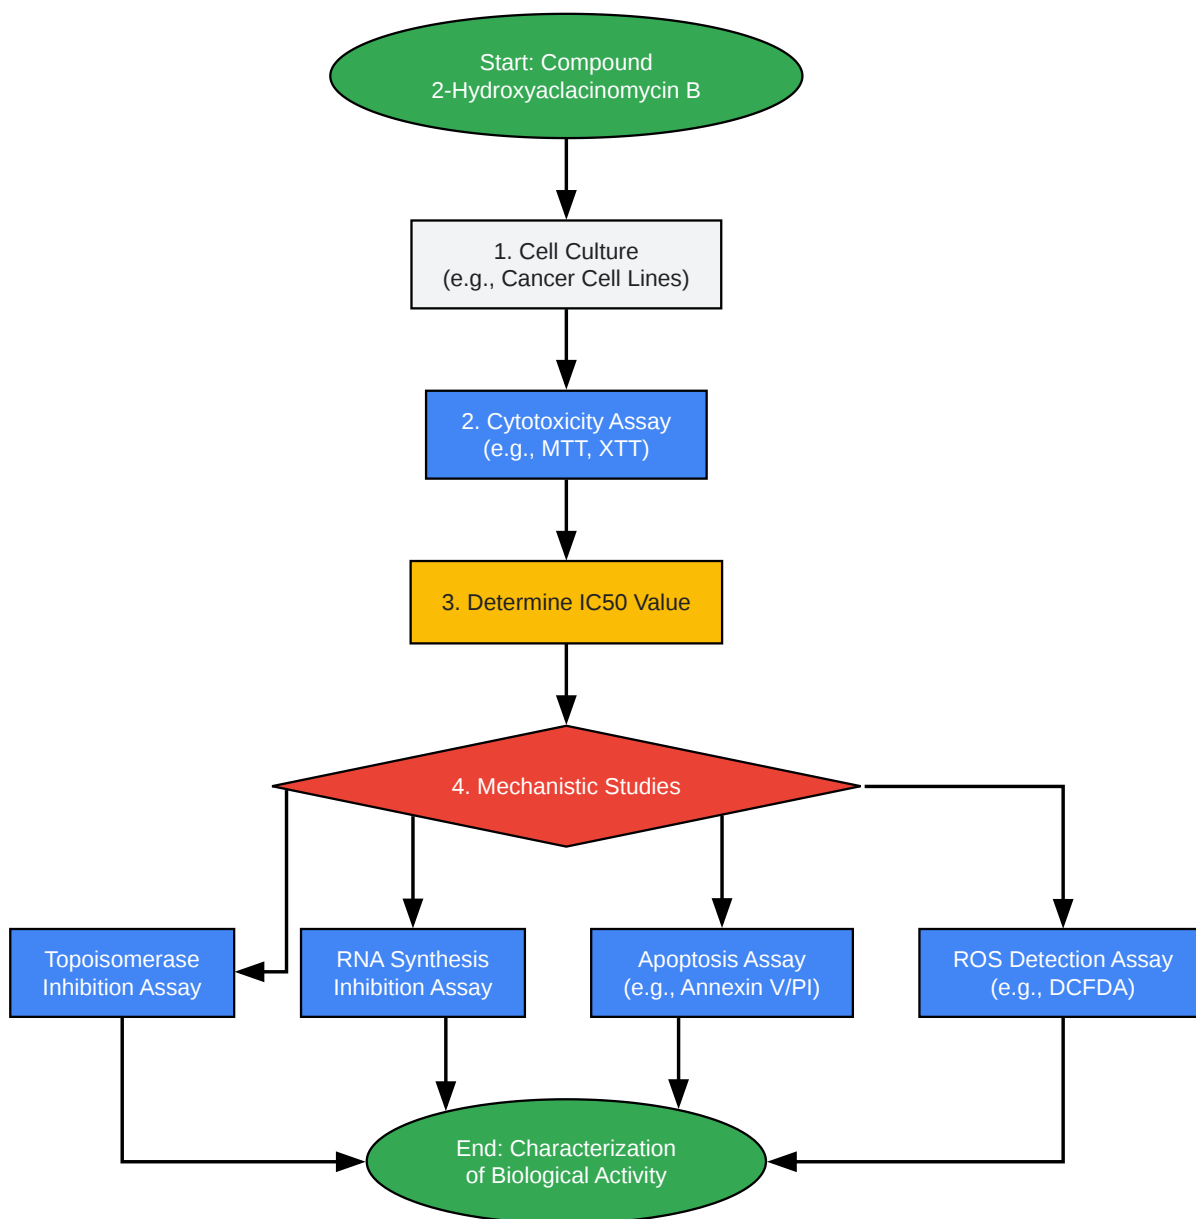 Start: Compound
2-Hydroxyaclacinomycin B
1. Cell Culture
(e.g., Cancer Cell Lines)
2. Cytotoxicity Assay
(e.g., MTT, XTT)
3. Determine IC50 Value
4. Mechanistic Studies
Topoisomerase
Inhibition Assay
RNA Synthesis
Inhibition Assay
Apoptosis Assay
(e.g., Annexin V/PI)
ROS Detection Assay
(e.g., DCFDA)
End: Characterization
of Biological Activity